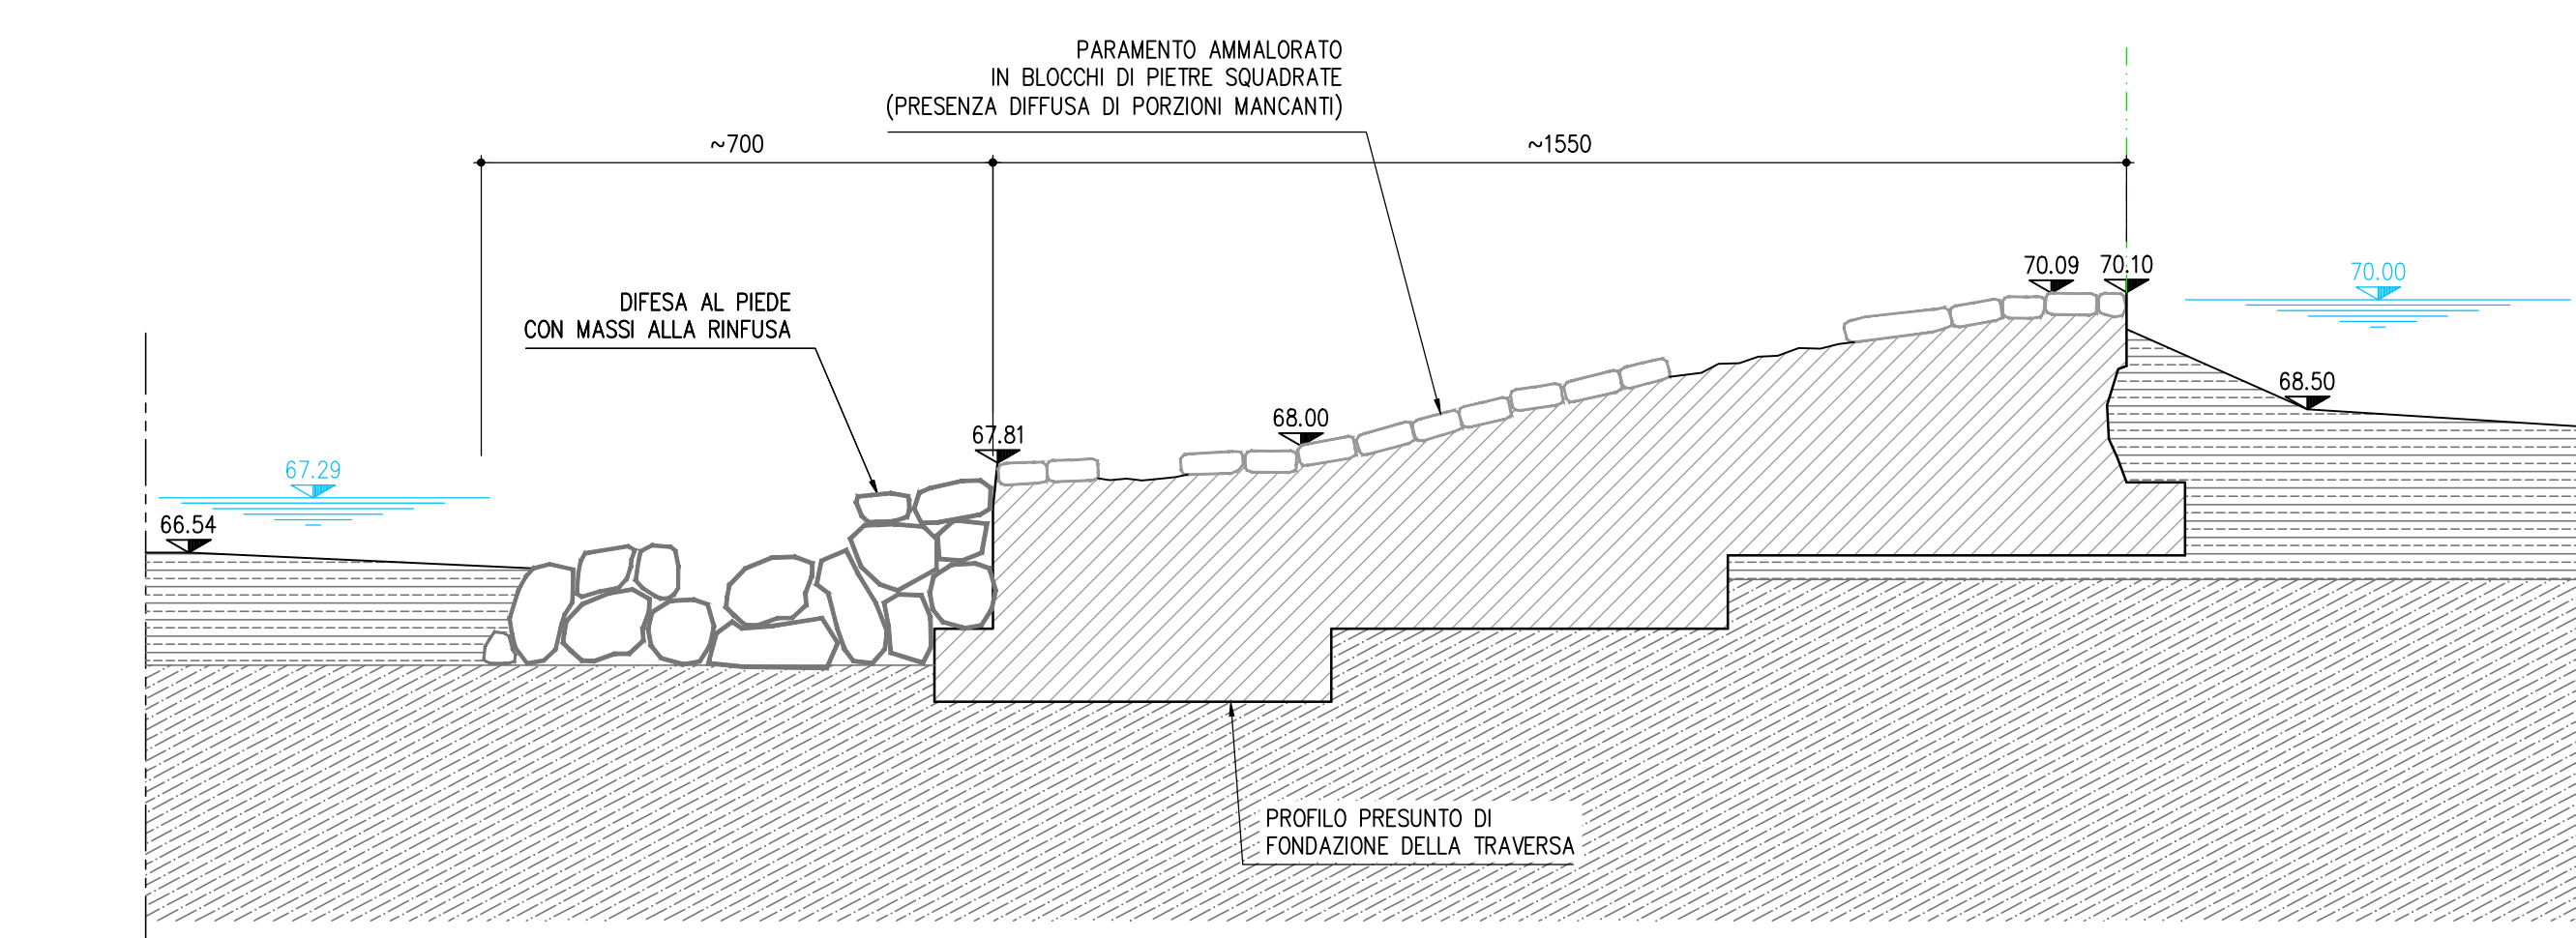 PARAMENTO AMMALORATO
IN BLOCCHI DI PIETRE SQUADRATE
(PRESENZA DIFFUSA DI PORZIONI MANCANTI)
~700
~1550
70.09
70.10
70.00
DIFESA AL PIEDE
CON MASSI ALLA RINFUSA
68.50
68.00
67.81
67.29
66.54
PROFILO PRESUNTO DI
FONDAZIONE DELLA TRAVERSA